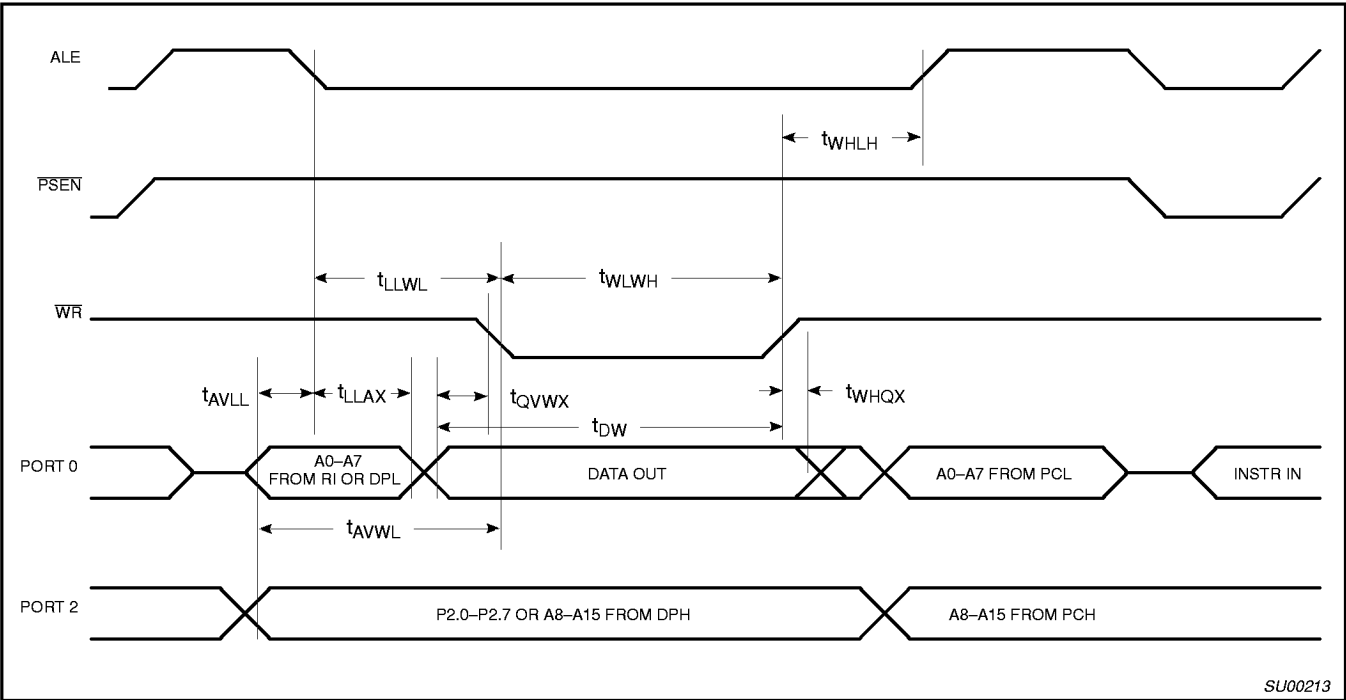 ALE
tWHLH
PSEN
tLLWL
tWLWH
WR
tAVLL
tLLAX
tQVWX
tWHQX
tDW
PORT 0
A0–A7
FROM RI OR DPL
DATA OUT
A0–A7 FROM PCL
INSTR IN
tAVWL
PORT 2
P2.0–P2.7 OR A8–A15 FROM DPH
A8–A15 FROM PCH
SU00213